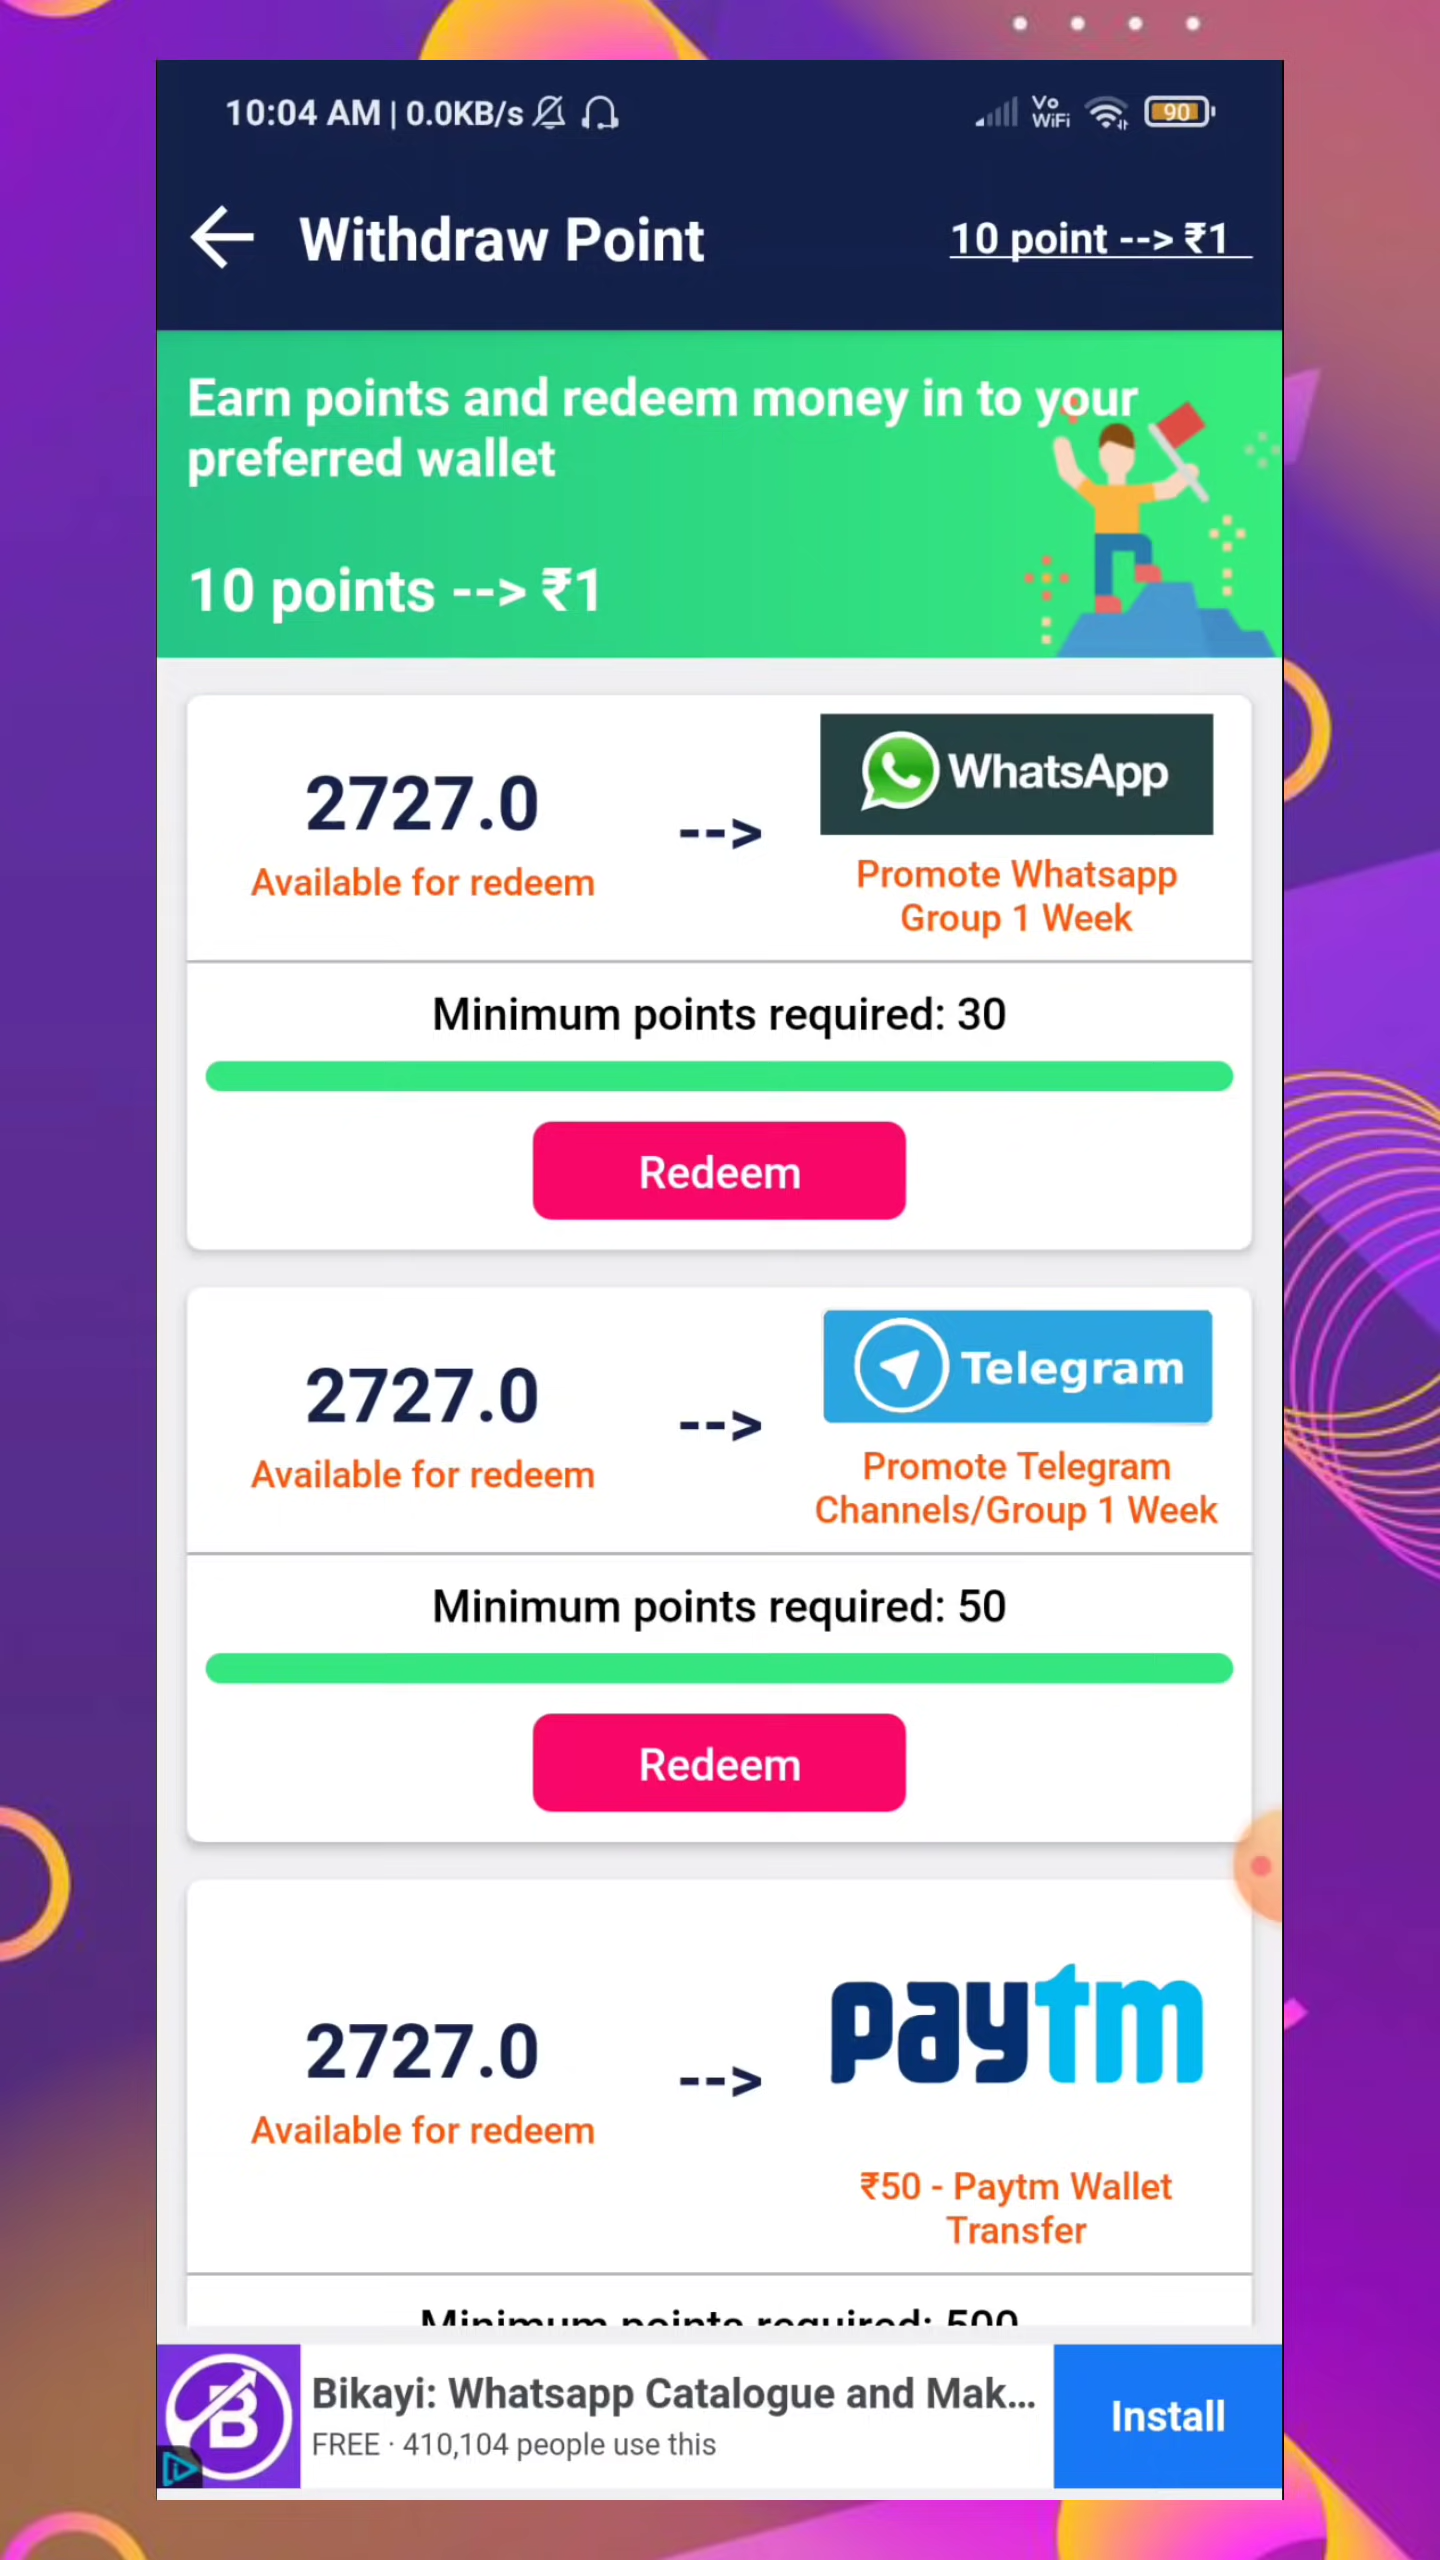 10:04 AM | 0.0KB/s
Vo
WiFi
90
Withdraw Point
10 point --> ₹1
Earn points and redeem money in to your
preferred wallet
10 points --> ₹1
2727.0
Available for redeem
-->
WhatsApp
Promote Whatsapp
Group 1 Week
Minimum points required: 30
Redeem
2727.0
Available for redeem
-->
Telegram
Promote Telegram
Channels/Group 1 Week
Minimum points required: 50
Redeem
2727.0
Available for redeem
-->
paytm
₹50 - Paytm Wallet
Transfer
Minimum points required: 500
B
Bikayi: Whatsapp Catalogue and Mak...
FREE · 410,104 people use this
Install